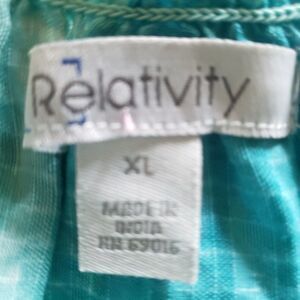 Relativity
XL
MADE IN
INDIA
RN 69016